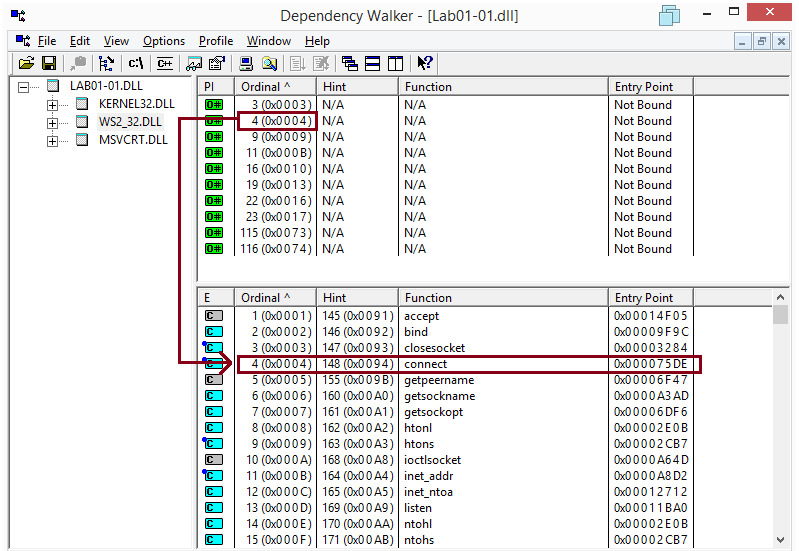 Dependency Walker - [Lab01-01.dll]
File Edit View Options Profile Window Help
c:\ C++
LAB01-01.DLL
KERNEL32.DLL
WS2_32.DLL
MSVCRT.DLL
PI Ordinal ^ Hint Function Entry Point
O# 3 (0x0003) N/A N/A Not Bound
O# 4 (0x0004) N/A N/A Not Bound
O# 9 (0x0009) N/A N/A Not Bound
O# 11 (0x000B) N/A N/A Not Bound
O# 16 (0x0010) N/A N/A Not Bound
O# 19 (0x0013) N/A N/A Not Bound
O# 22 (0x0016) N/A N/A Not Bound
O# 23 (0x0017) N/A N/A Not Bound
O# 115 (0x0073) N/A N/A Not Bound
O# 116 (0x0074) N/A N/A Not Bound
E Ordinal ^ Hint Function Entry Point
C 1 (0x0001) 145 (0x0091) accept 0x00014F05
C 2 (0x0002) 146 (0x0092) bind 0x00009F9C
C 3 (0x0003) 147 (0x0093) closesocket 0x00003284
C 4 (0x0004) 148 (0x0094) connect 0x000075DE
C 5 (0x0005) 155 (0x009B) getpeername 0x00006F47
C 6 (0x0006) 160 (0x00A0) getsockname 0x0000A3AD
C 7 (0x0007) 161 (0x00A1) getsockopt 0x00006DF6
C 8 (0x0008) 162 (0x00A2) htonl 0x00002E0B
C 9 (0x0009) 163 (0x00A3) htons 0x00002CB7
C 10 (0x000A) 168 (0x00A8) ioctlsocket 0x0000A64D
C 11 (0x000B) 164 (0x00A4) inet_addr 0x0000A8D2
C 12 (0x000C) 165 (0x00A5) inet_ntoa 0x00012712
C 13 (0x000D) 169 (0x00A9) listen 0x00011BA0
C 14 (0x000E) 170 (0x00AA) ntohl 0x00002E0B
C 15 (0x000F) 171 (0x00AB) ntohs 0x00002CB7